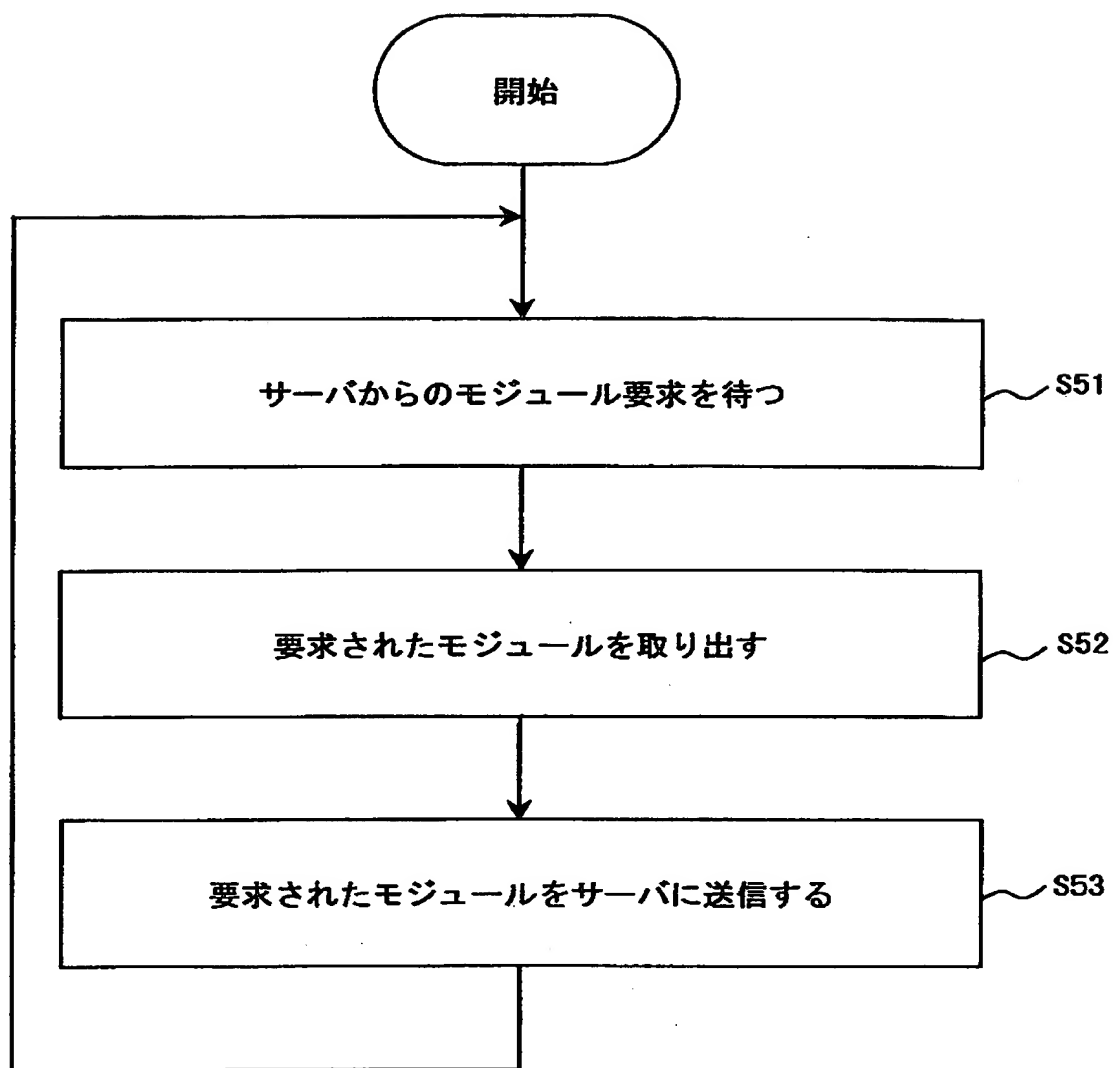 開始
サーバからのモジュール要求を待つ
S51
要求されたモジュールを取り出す
S52
要求されたモジュールをサーバに送信する
S53